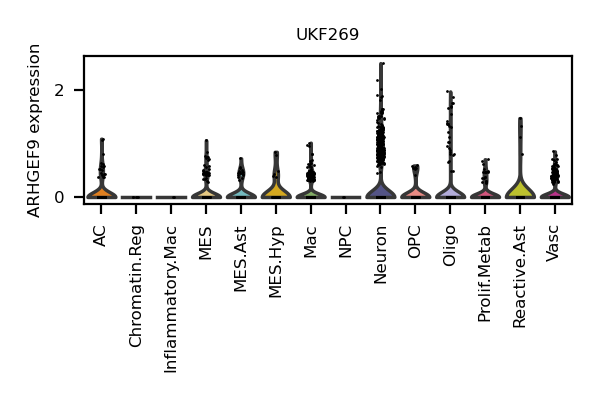 UKF269
ARHGEF9 expression
2
0
AC
Chromatin.Reg
Inflammatory.Mac
MES
MES.Ast
MES.Hyp
Mac
NPC
Neuron
OPC
Oligo
Prolif.Metab
Reactive.Ast
Vasc